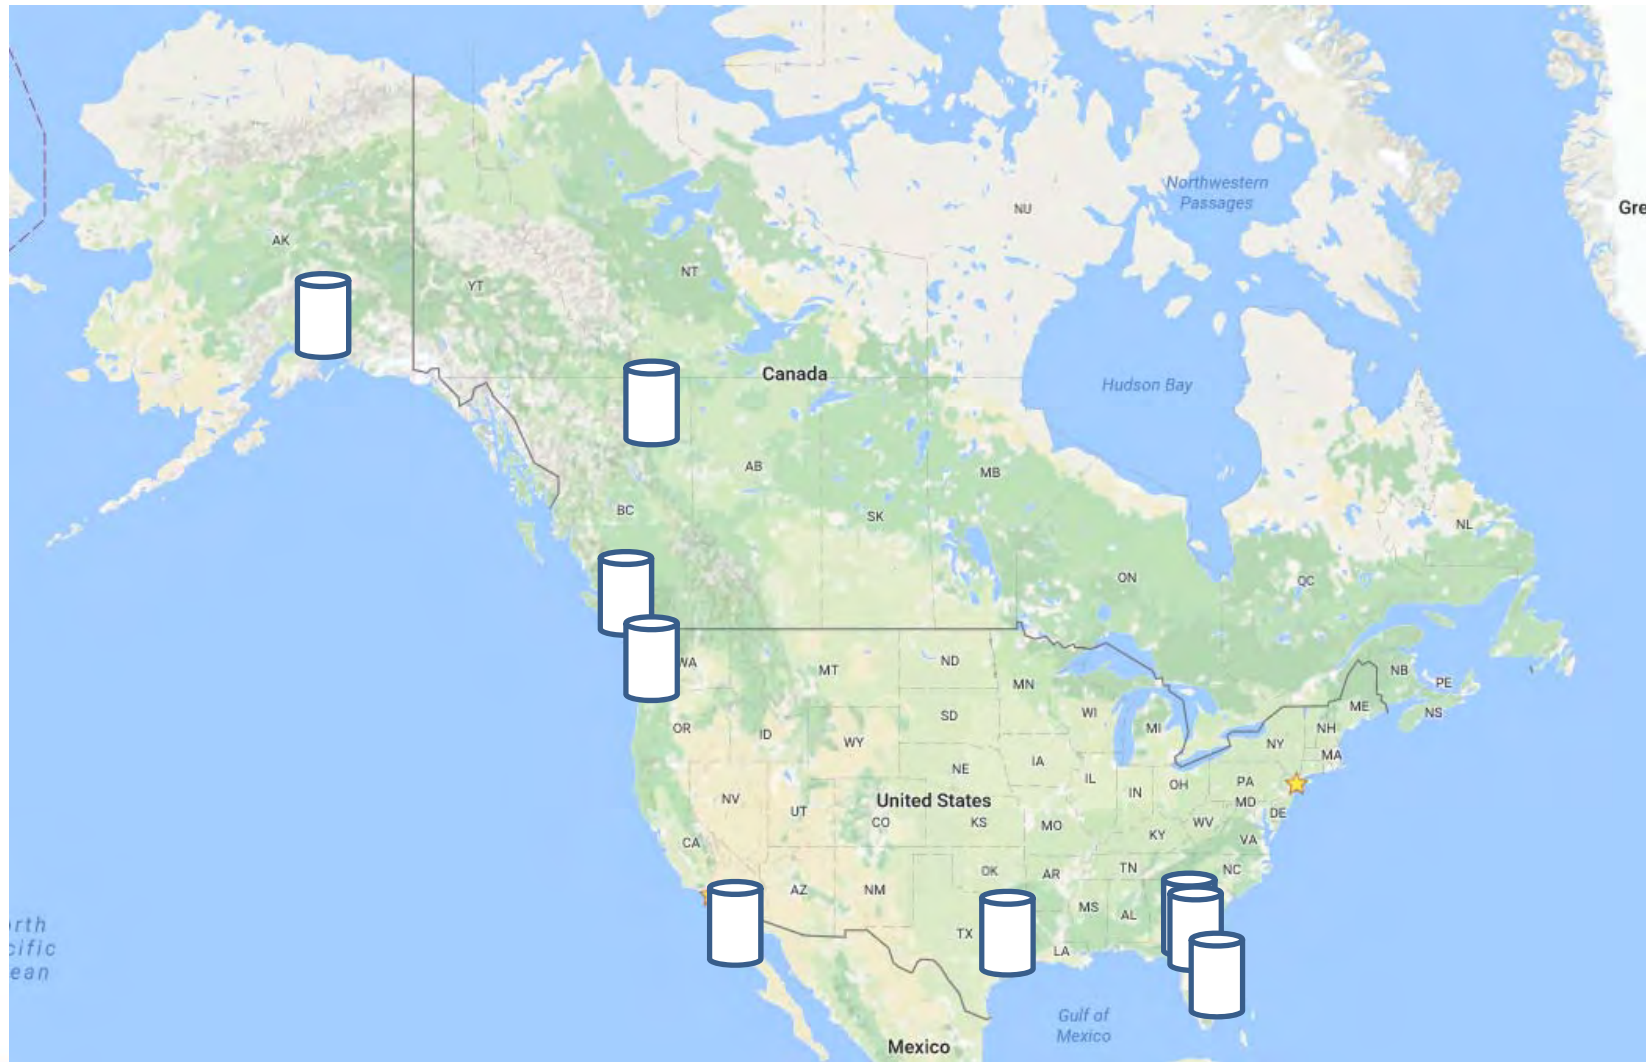 Northwestern
Passages
NU
Gre
AK
NT
YT
Canada
Hudson Bay
AB
MB
BC
SK
NL
ON
QC
WA
MT
ND
MN
NB
PE
NS
ME
OR
ID
SD
WI
MI
NH
WY
NY
MA
NE
IA
IL
IN
OH
PA
NV
UT
United States
CO
KS
MO
MD
DE
WV
KY
VA
CA
OK
AR
TN
NC
AZ
NM
MS
AL
TX
LA
orth
cific
ean
Gulf of
Mexico
Mexico